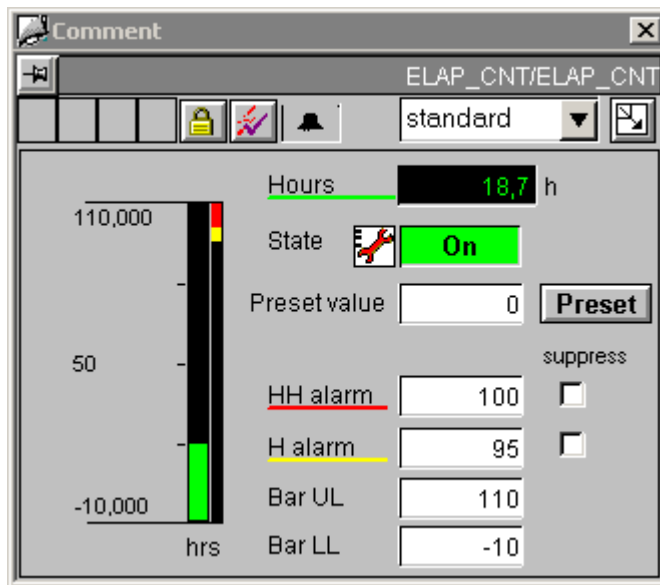 Comment
ELAP_CNT/ELAP_CNT
standard
Hours 18,7 h
110,000
State On
Preset value 0 Preset
50
suppress
HH alarm 100
H alarm 95
Bar UL 110
-10,000
hrs
Bar LL -10